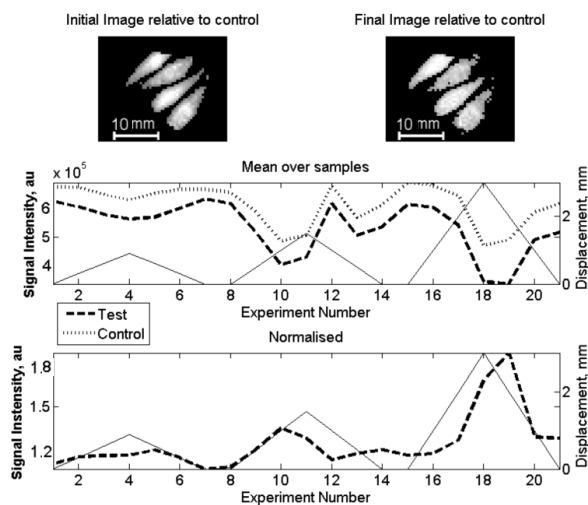 Initial Image relative to control
Final Image relative to control
10 mm
10 mm
Mean over samples
x 10^5
Signal Intensity, au
6
5
4
2
0
Displacement, mm
2 4 6 8 10 12 14 16 18 20
Experiment Number
Test
Control
Normalised
Signal Instensity, au
1.8
1.5
1.2
2
0
Displacement, mm
2 4 6 8 10 12 14 16 18 20
Experiment Number